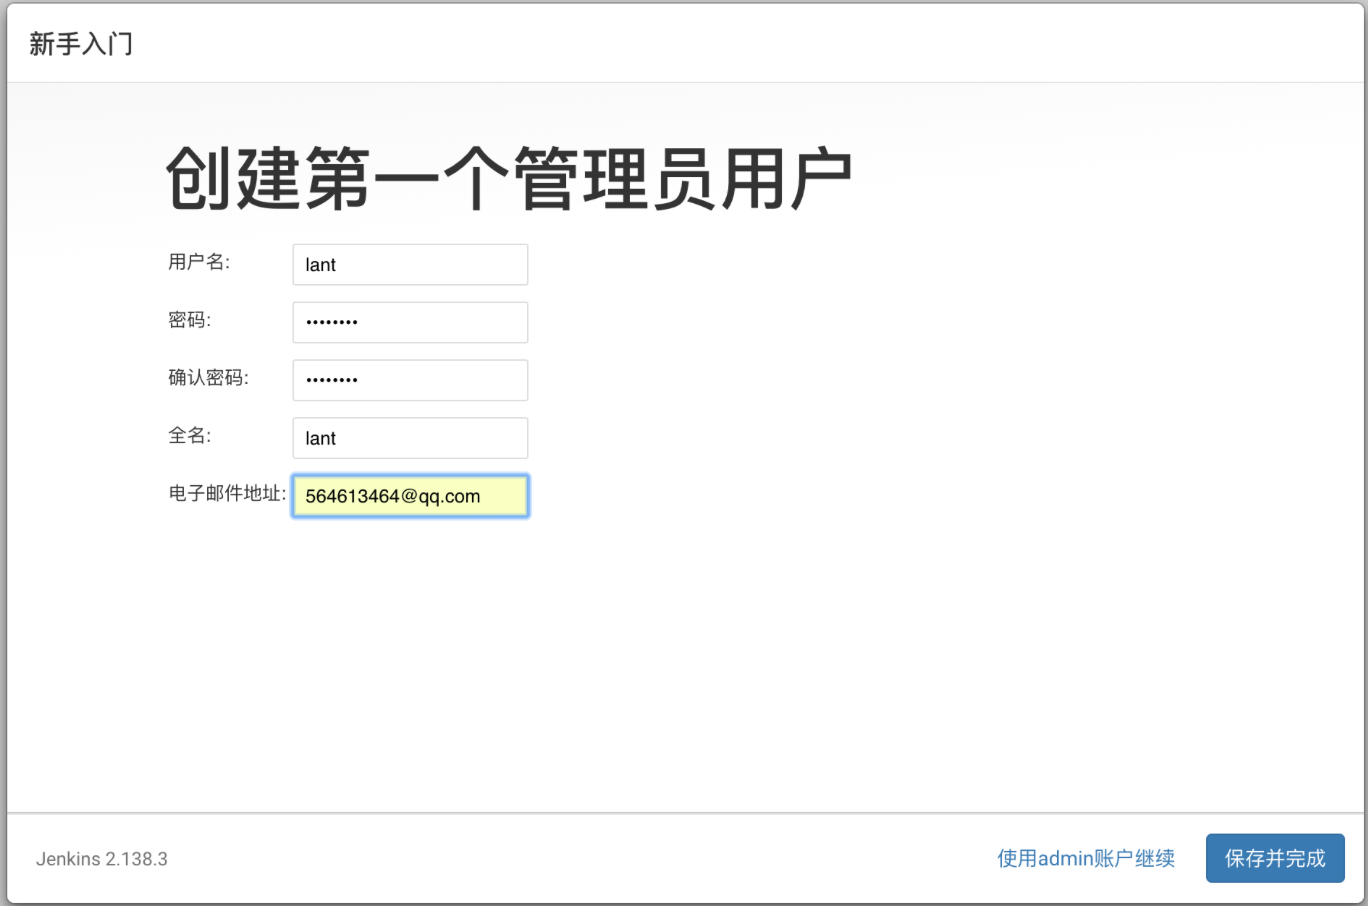 新手入门
创建第一个管理员用户
用户名: lant
密码: ••••••••
确认密码: ••••••••
全名: lant
电子邮件地址: 564613464@qq.com
Jenkins 2.138.3 使用admin账户继续 保存并完成